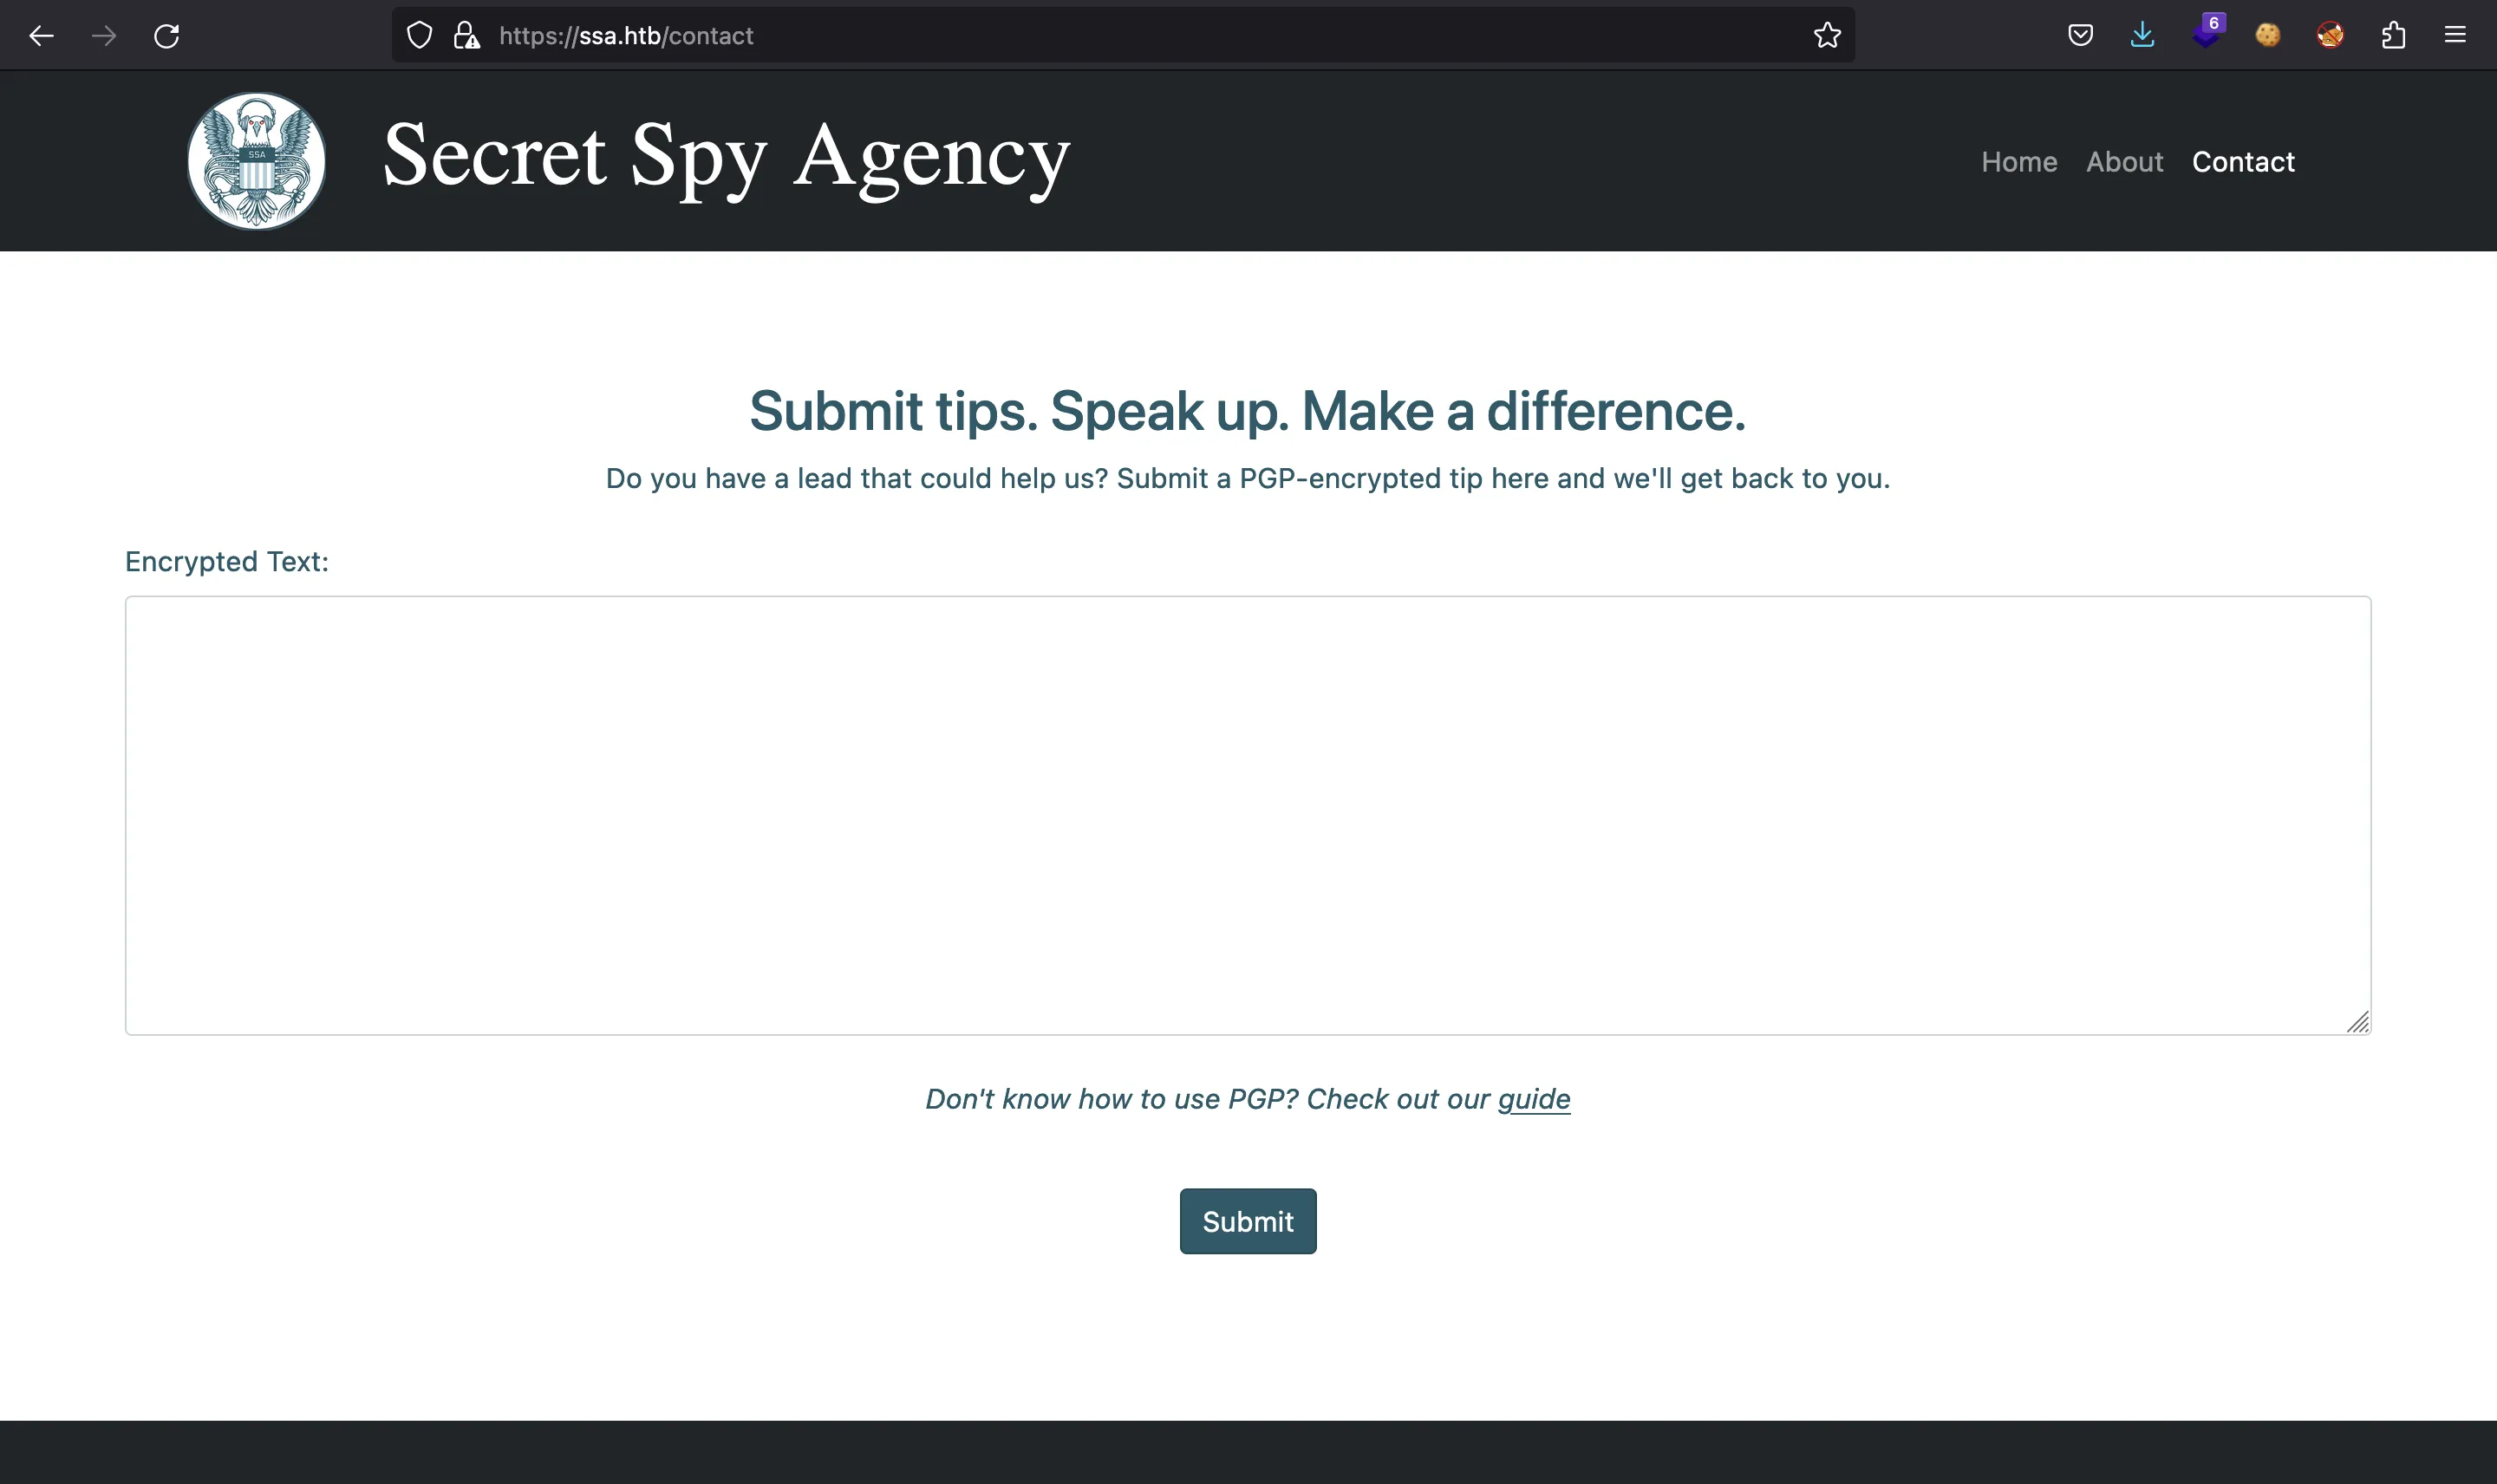 https://ssa.htb/contact
6
SSA
Secret Spy Agency
Home About Contact
Submit tips. Speak up. Make a difference.
Do you have a lead that could help us? Submit a PGP-encrypted tip here and we'll get back to you.
Encrypted Text:
Don't know how to use PGP? Check out our guide
Submit